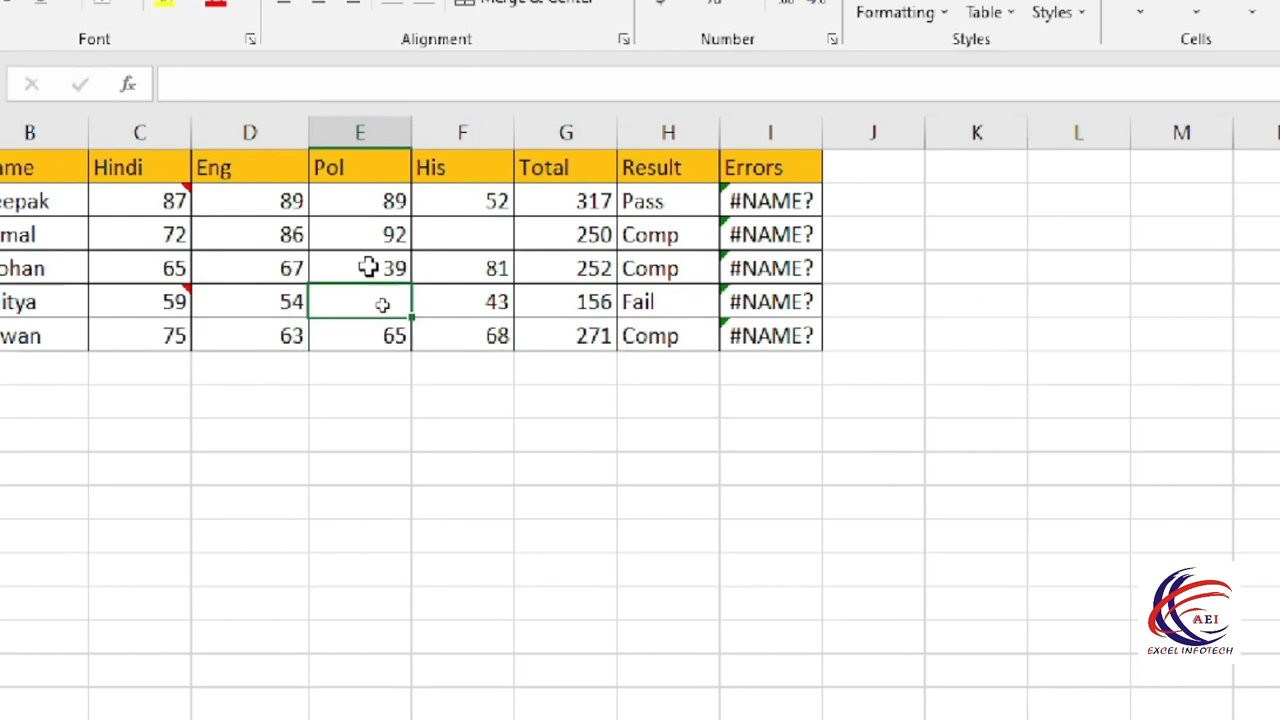 Formatting Table Styles
Font Alignment Number Styles Cells
fx
B C D E F G H I J K L M
ame Hindi Eng Pol His Total Result Errors
eepak 87 89 89 52 317 Pass #NAME?
mal 72 86 92 250 Comp #NAME?
ohan 65 67 39 81 252 Comp #NAME?
itya 59 54 43 156 Fail #NAME?
wan 75 63 65 68 271 Comp #NAME?
AEI
EXCEL INFOTECH